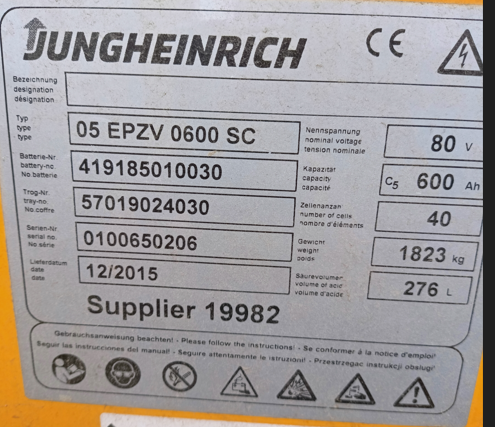 JUNGHEINRICH CE
Bezeichnung
designation
désignation
Typ
type
type
05 EPZV 0600 SC
Nennspannung
nominal voltage
tension nominale
80 V
Batterie-Nr
battery-no.
No.batterie
419185010030
Kapazität
capacity
capacité
C5 600 Ah
Trog-Nr.
tray-no.
No.coffre
57019024030
Zellenanzan
number of cells
nombre d'éléments
40
Serien-Nr
serial no.
No série
0100650206
Gewicht
weight
poids
1823 kg
Lieferdatum
date
date
12/2015
Säurevolumen
volume of acid
volume d'acide
276 L
Supplier 19982
Gebrauchsanweisung beachten! - Please follow the instructions! - Se conformer à la notice d'emploi!
Seguir las instrucciones del manual! - Seguire attentamente le istruzioni! - Przestrzegac instrukcji obslugi